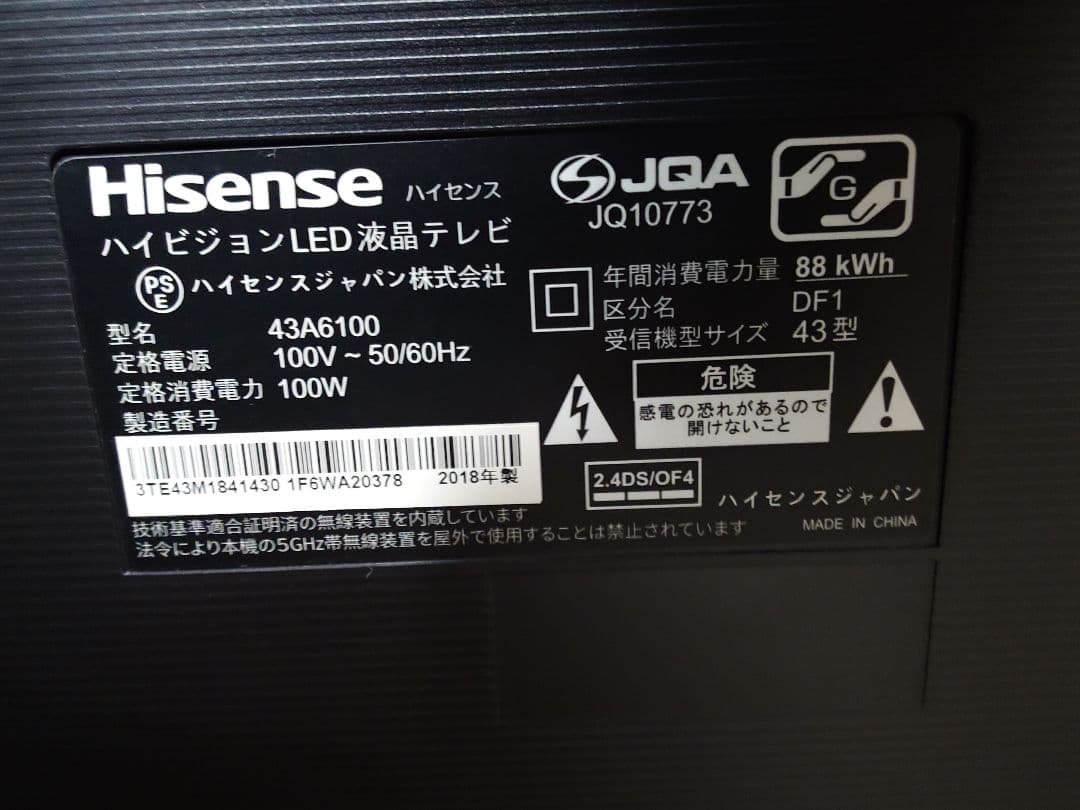 Hisense ハイセンス
ハイビジョンLED液晶テレビ
PSE ハイセンスジャパン株式会社
型名 43A6100
定格電源 100V ~ 50/60Hz
定格消費電力 100W
製造番号
3TE43M1841430 1F6WA20378 2018年製
技術基準適合証明済の無線装置を内蔵しています
法令により本機の5GHz帯無線装置を屋外で使用することは禁止されています
JQA
JQ10773
G
年間消費電力量 88 kWh
区分名 DF1
受信機型サイズ 43型
危険
感電の恐れがあるので
開けないこと
2.4DS/OF4
ハイセンスジャパン
MADE IN CHINA